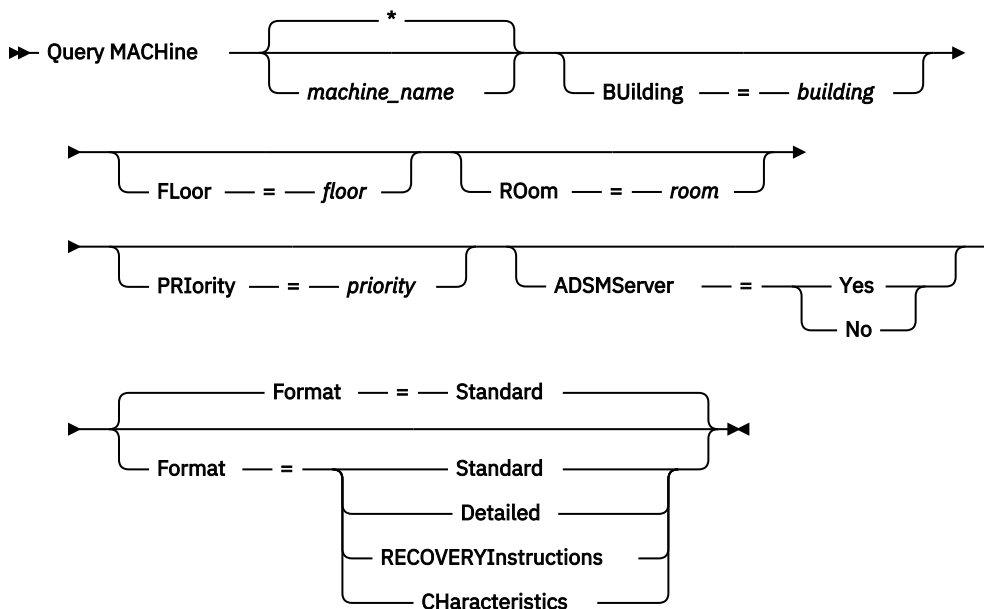 *
Query MACHine
machine_name
BUilding = building
FLoor = floor
ROom = room
PRIority = priority
ADSMServer = Yes
No
Format = Standard
Format = Standard
Detailed
RECOVERYInstructions
CHaracteristics